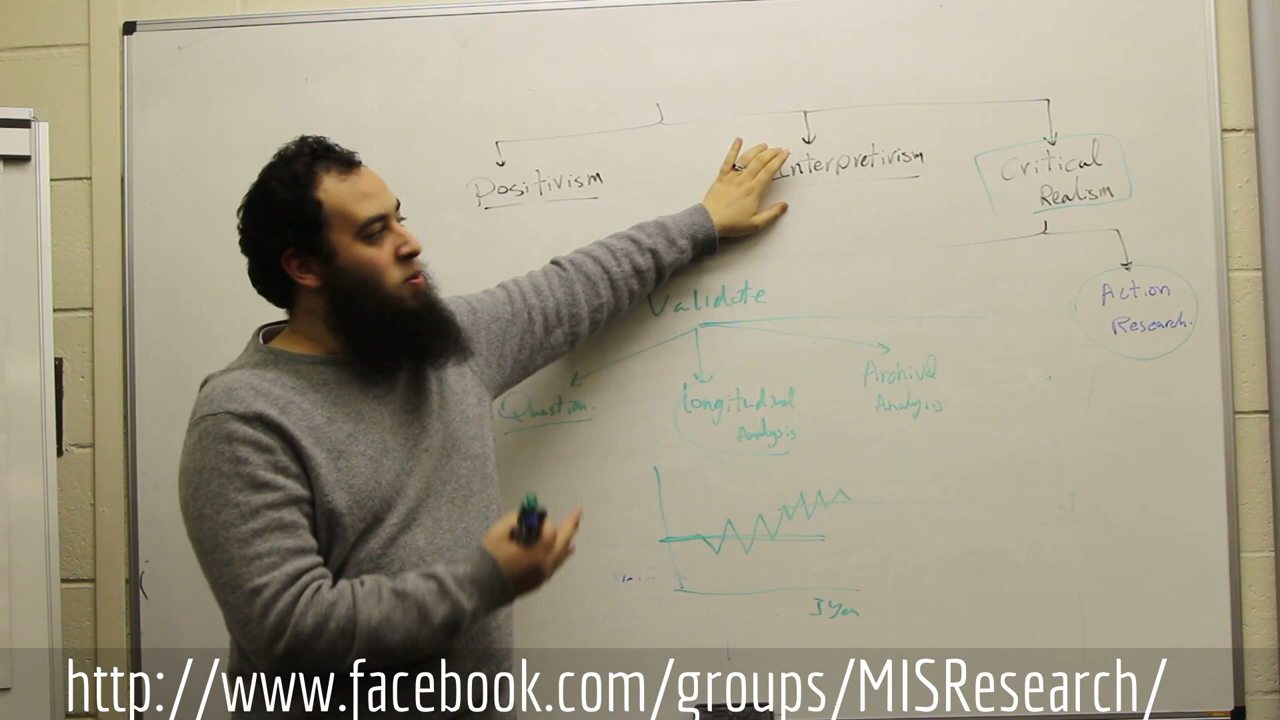 Positivism
Interpretivism
Critical
Realism
Action
Research.
Validate
Question.
Longitudinal
Analysis
Archival
Analysis
3 Year
http://www.facebook.com/groups/MISResearch/